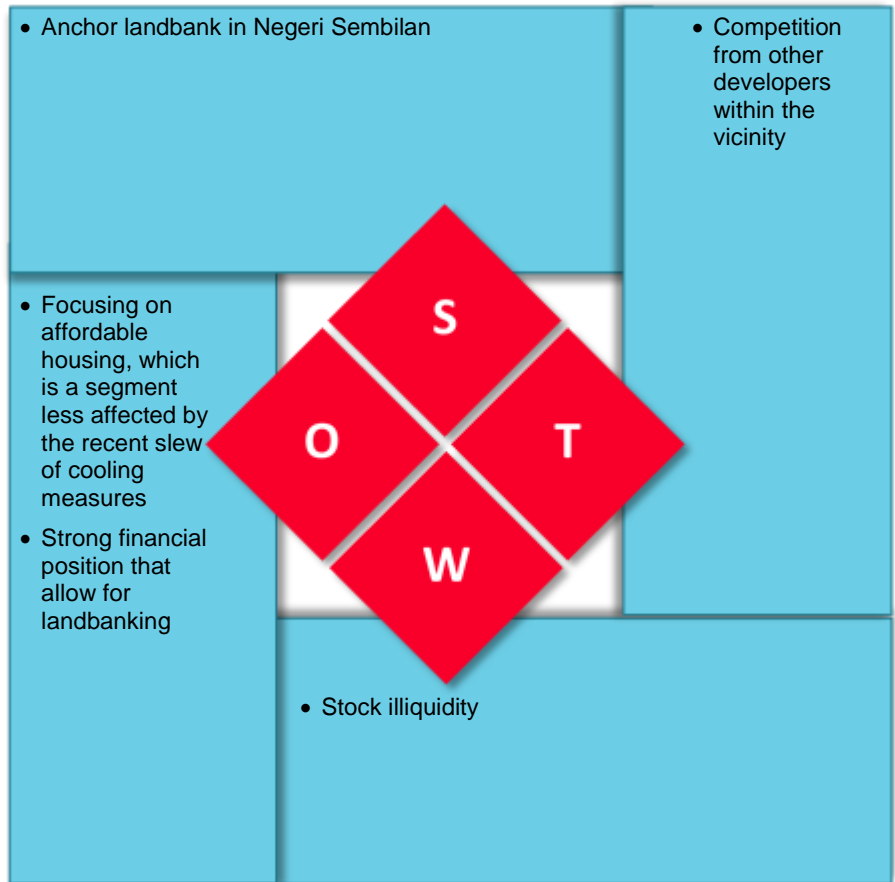 • Anchor landbank in Negeri Sembilan
• Competition
from other
developers
within the
vicinity
• Focusing on
affordable
housing, which
is a segment
less affected by
the recent slew
of cooling
measures
• Strong financial
position that
allow for
landbanking
S
O
T
W
• Stock illiquidity